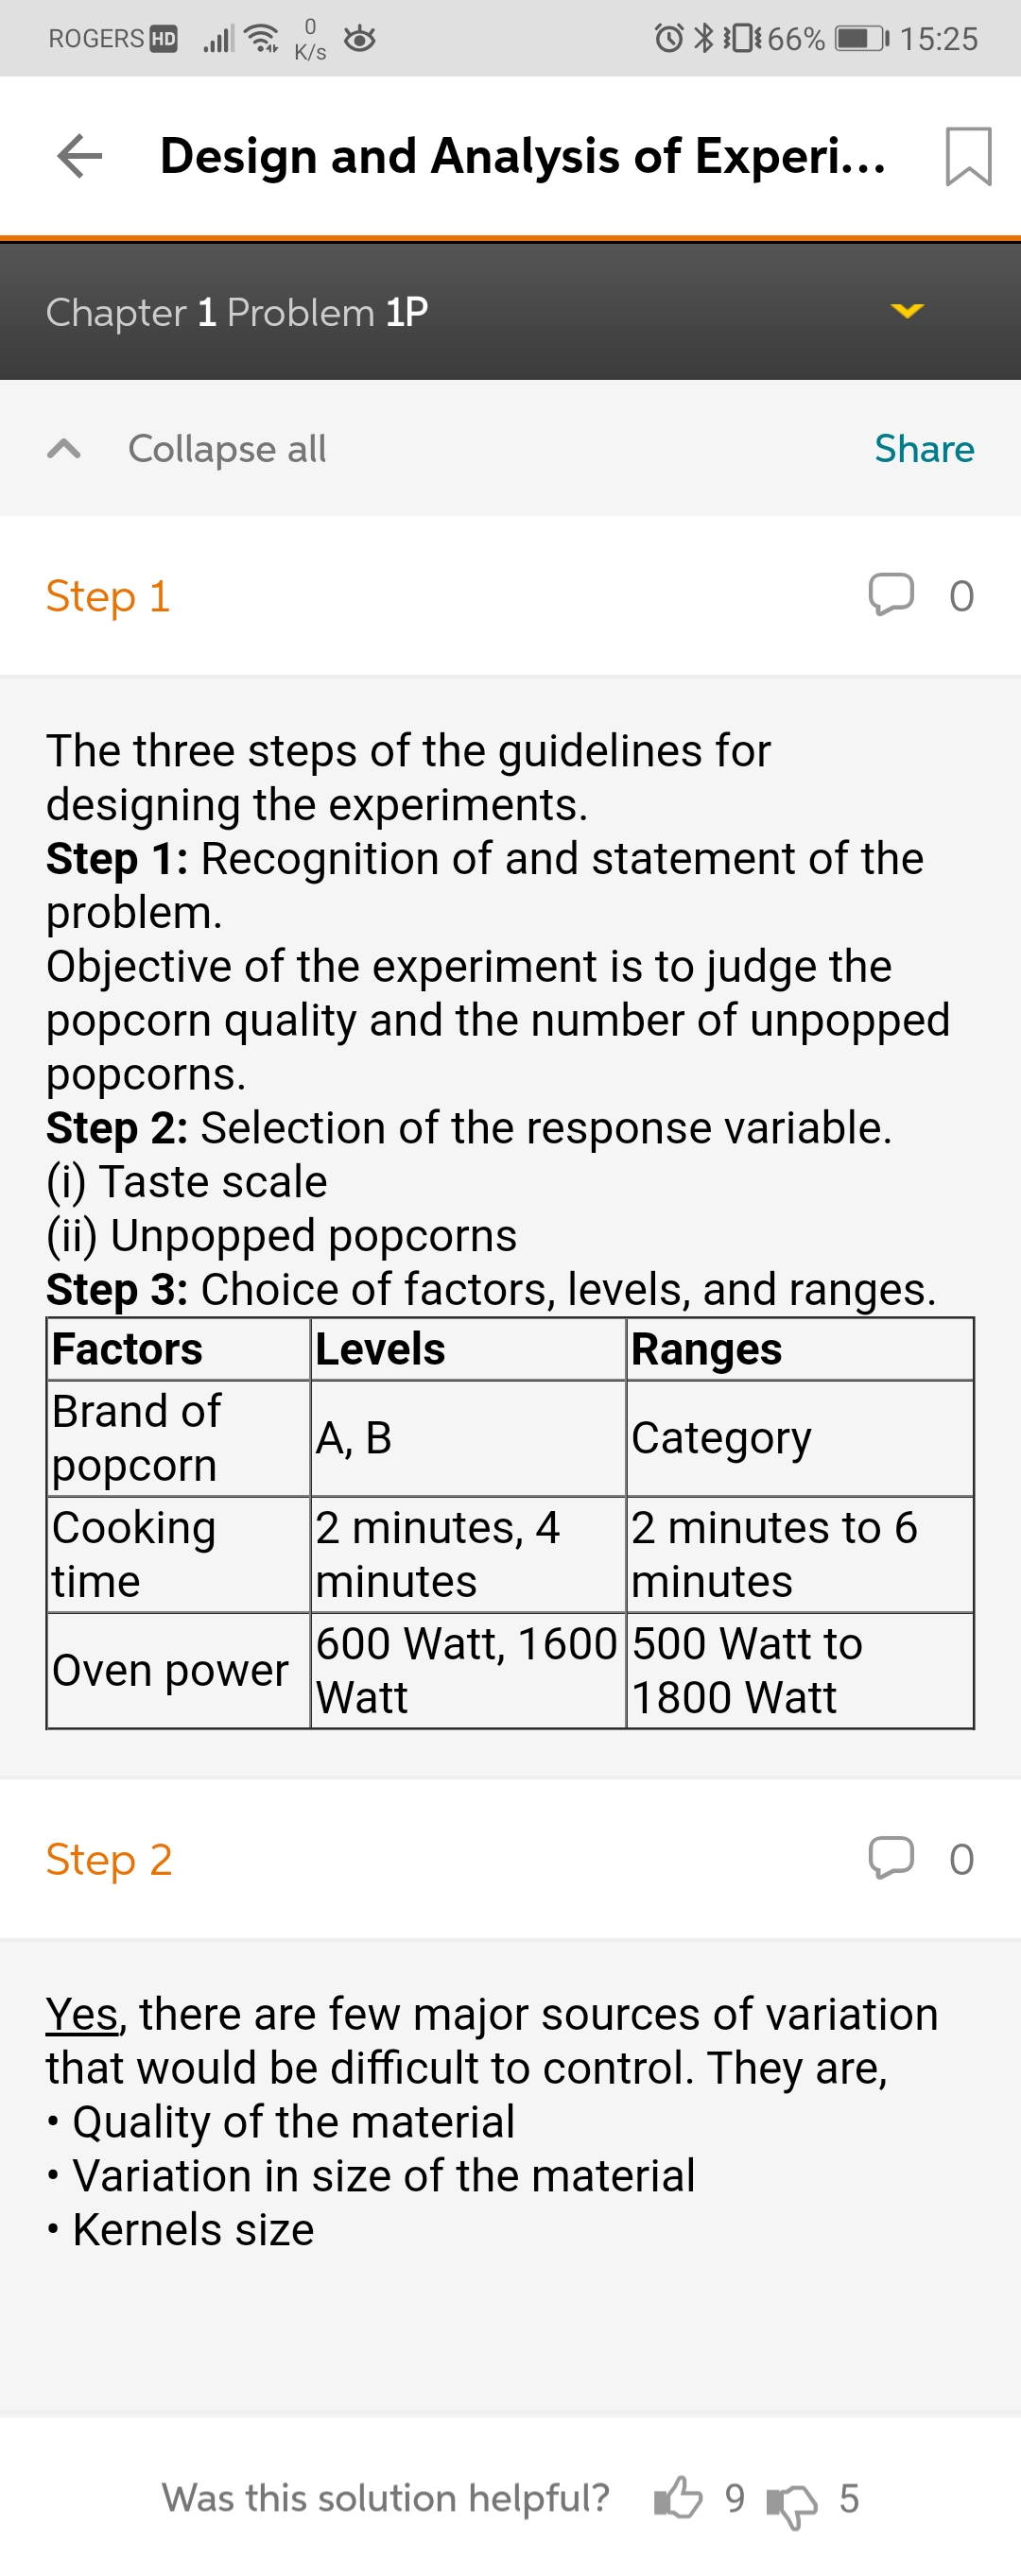 ROGERS HD 0 K/s 66% 15:25
Design and Analysis of Experi...
Chapter 1 Problem 1P
Collapse all Share
Step 1 0
The three steps of the guidelines for
designing the experiments.
Step 1: Recognition of and statement of the
problem.
Objective of the experiment is to judge the
popcorn quality and the number of unpopped
popcorns.
Step 2: Selection of the response variable.
(i) Taste scale
(ii) Unpopped popcorns
Step 3: Choice of factors, levels, and ranges.
Factors Levels Ranges
Brand of popcorn A, B Category
Cooking time 2 minutes, 4 minutes 2 minutes to 6 minutes
Oven power 600 Watt, 1600 Watt 500 Watt to 1800 Watt
Step 2 0
Yes, there are few major sources of variation
that would be difficult to control. They are,
• Quality of the material
• Variation in size of the material
• Kernels size
Was this solution helpful? 9 5